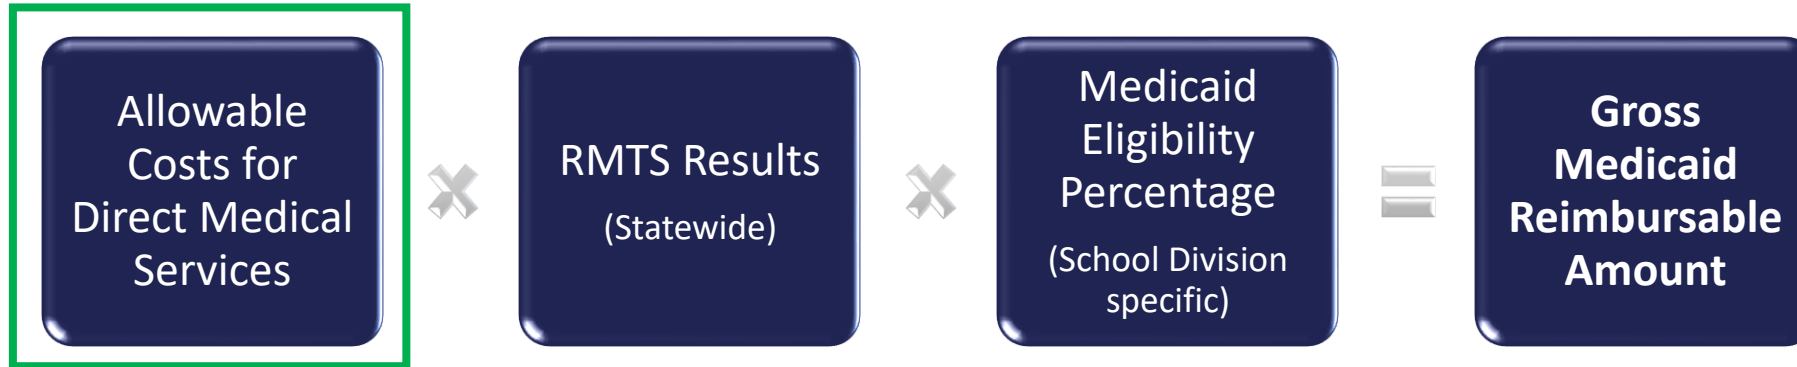 Allowable
Costs for
Direct Medical
Services
RMTS Results
(Statewide)
Medicaid
Eligibility
Percentage
(School Division
specific)
Gross
Medicaid
Reimbursable
Amount